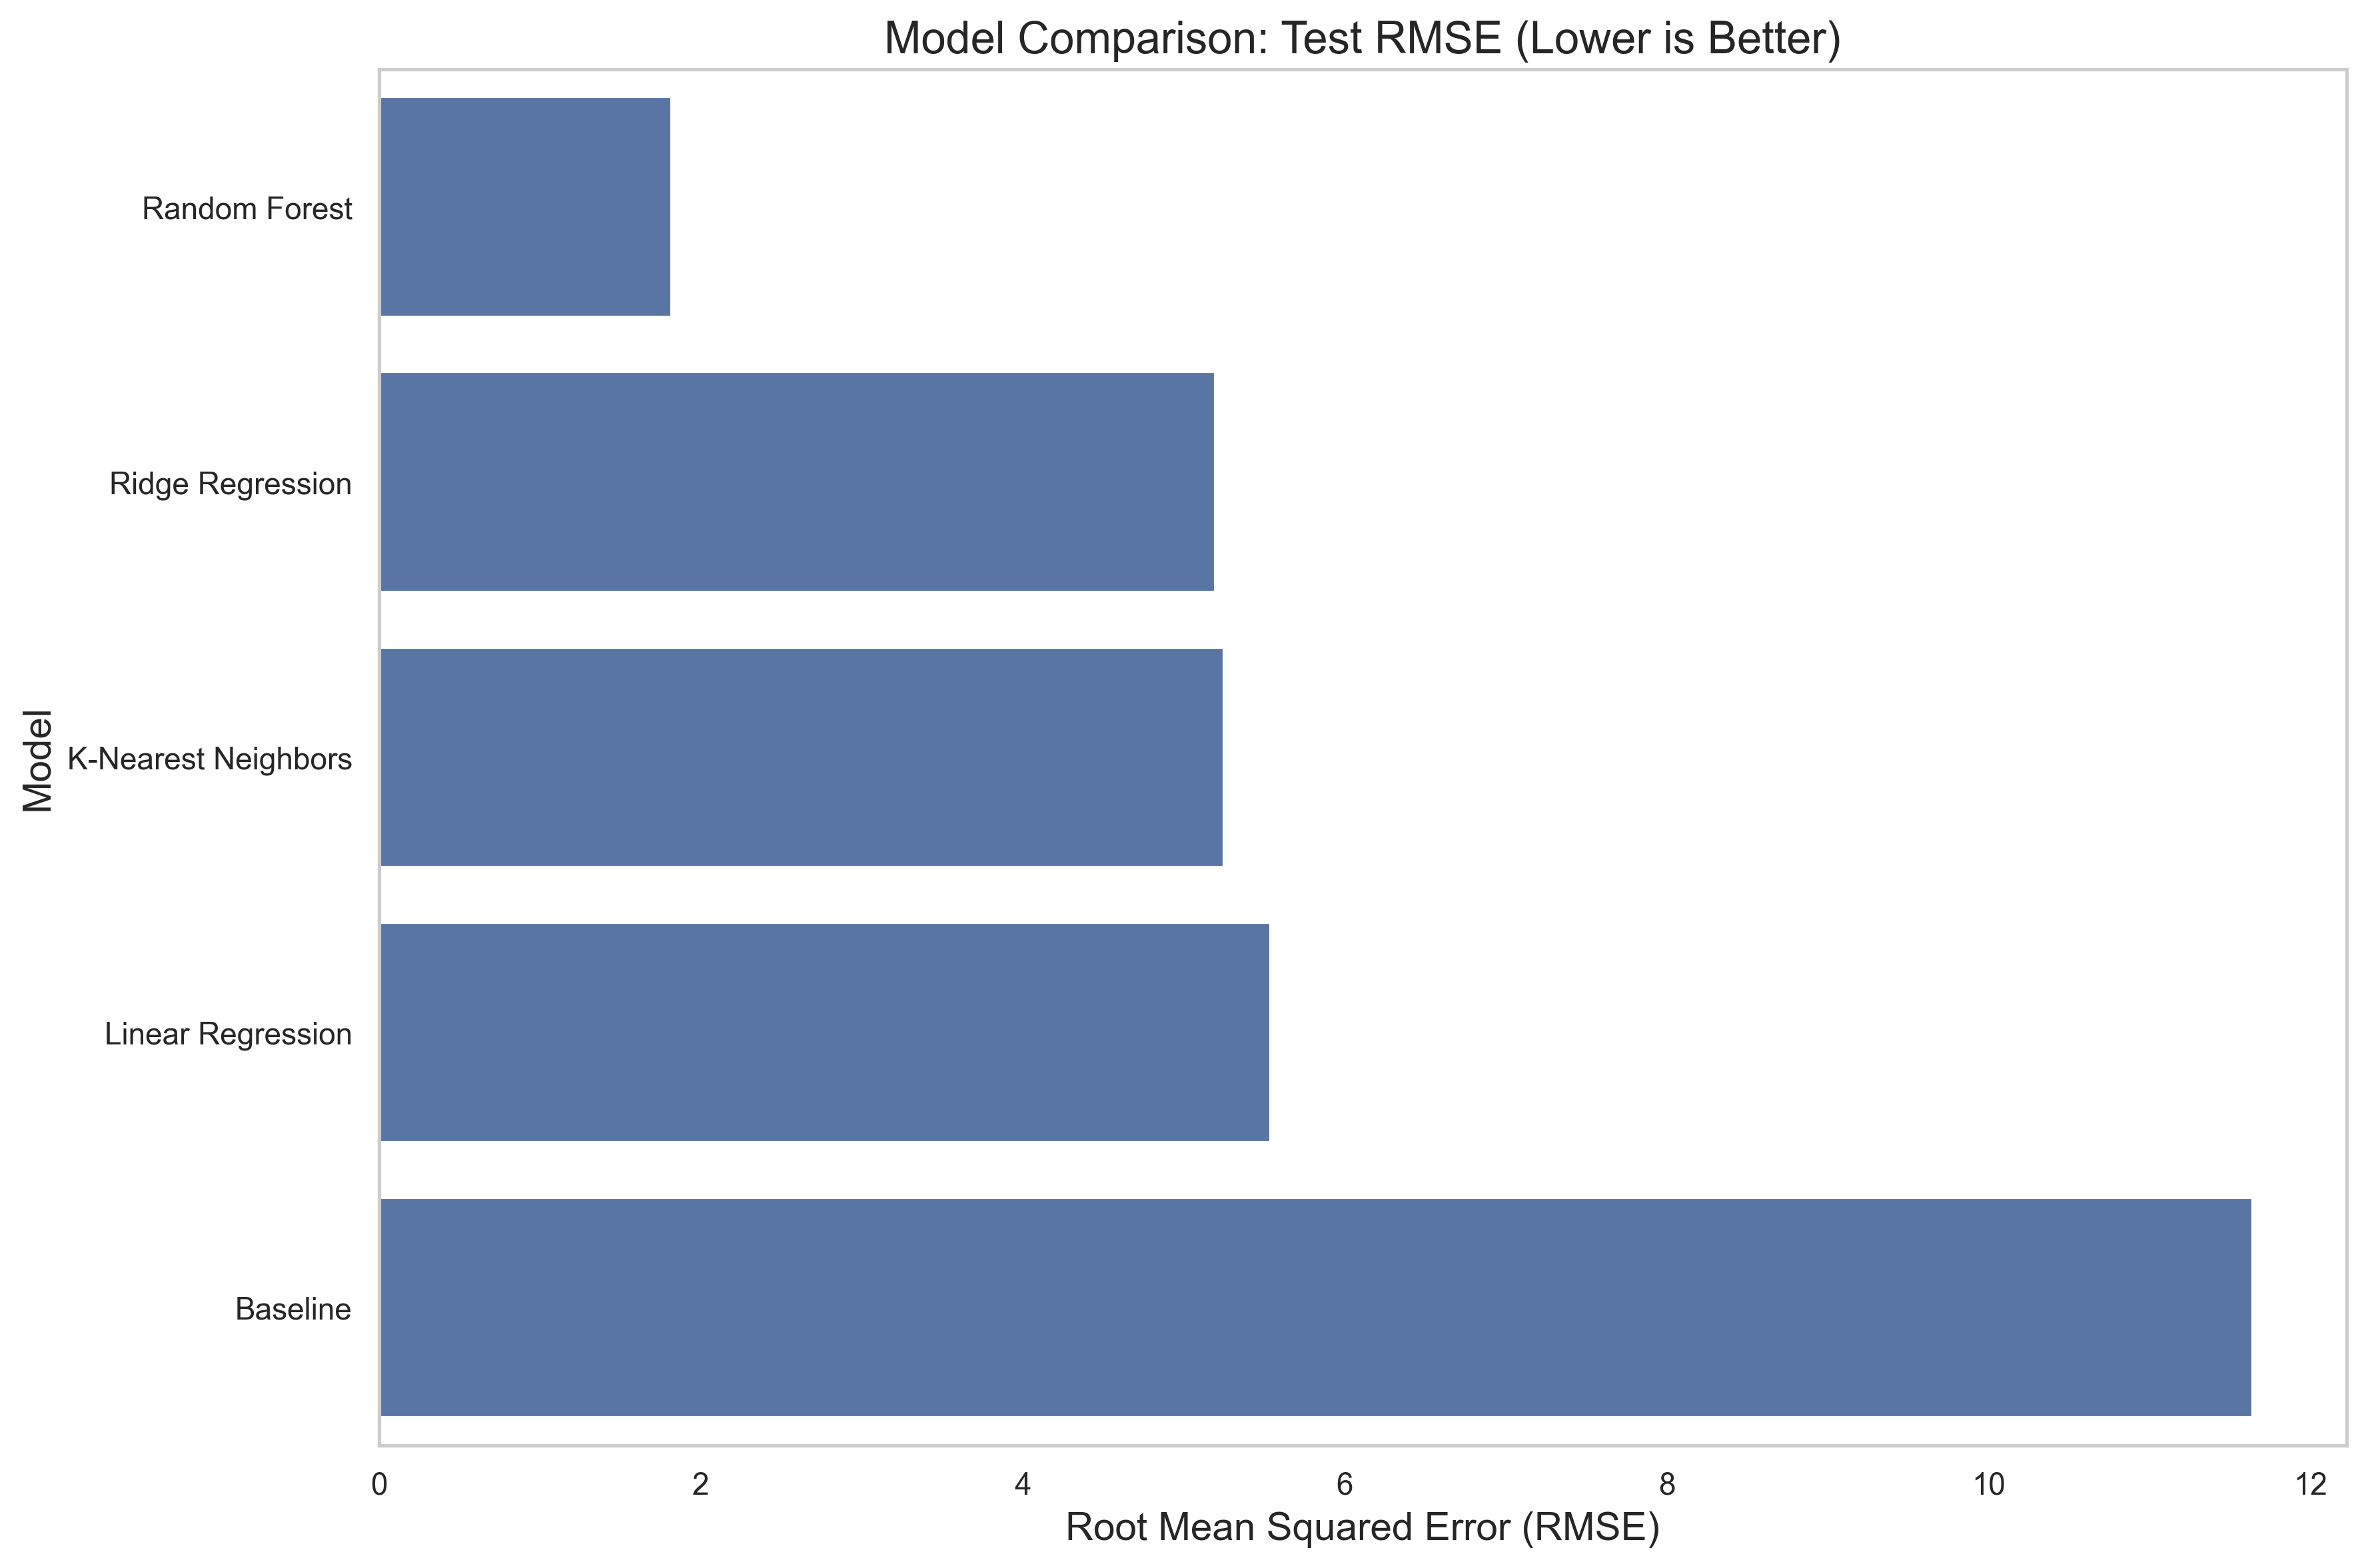 Model Comparison: Test RMSE (Lower is Better)
Model
Random Forest
Ridge Regression
K-Nearest Neighbors
Linear Regression
Baseline
0 2 4 6 8 10 12
Root Mean Squared Error (RMSE)